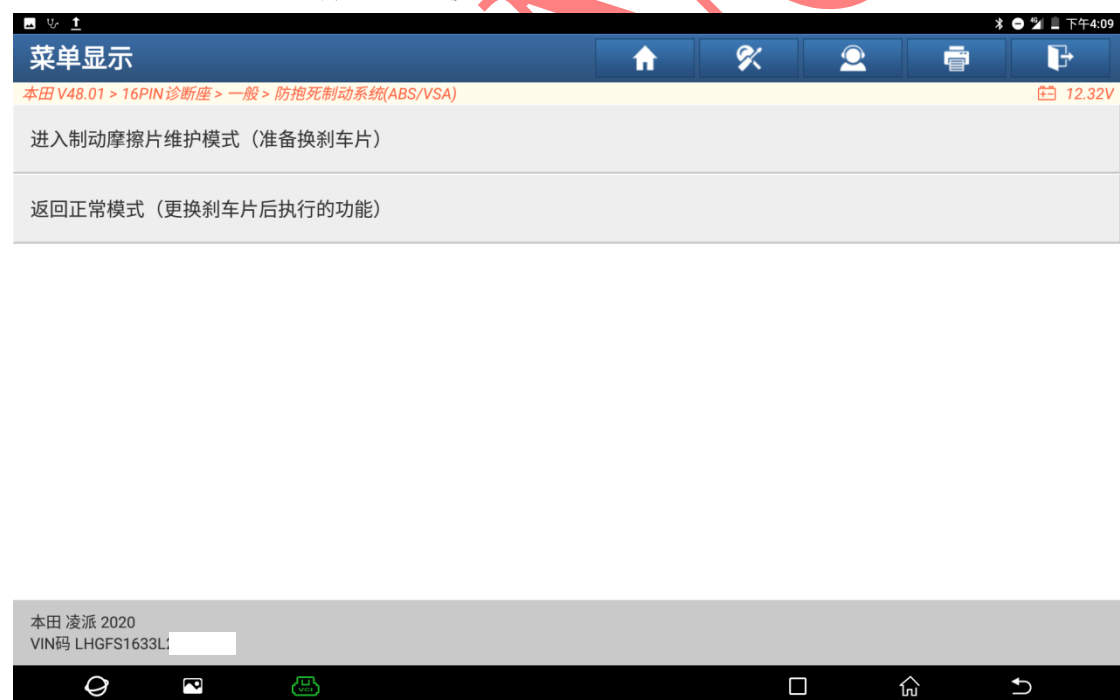 下午4:09
菜单显示
本田 V48.01 > 16PIN诊断座 > 一般 > 防抱死制动系统(ABS/VSA)
12.32V
进入制动摩擦片维护模式（准备换刹车片）
返回正常模式（更换刹车片后执行的功能）
本田 凌派 2020
VIN码 LHGFS1633L
VCI